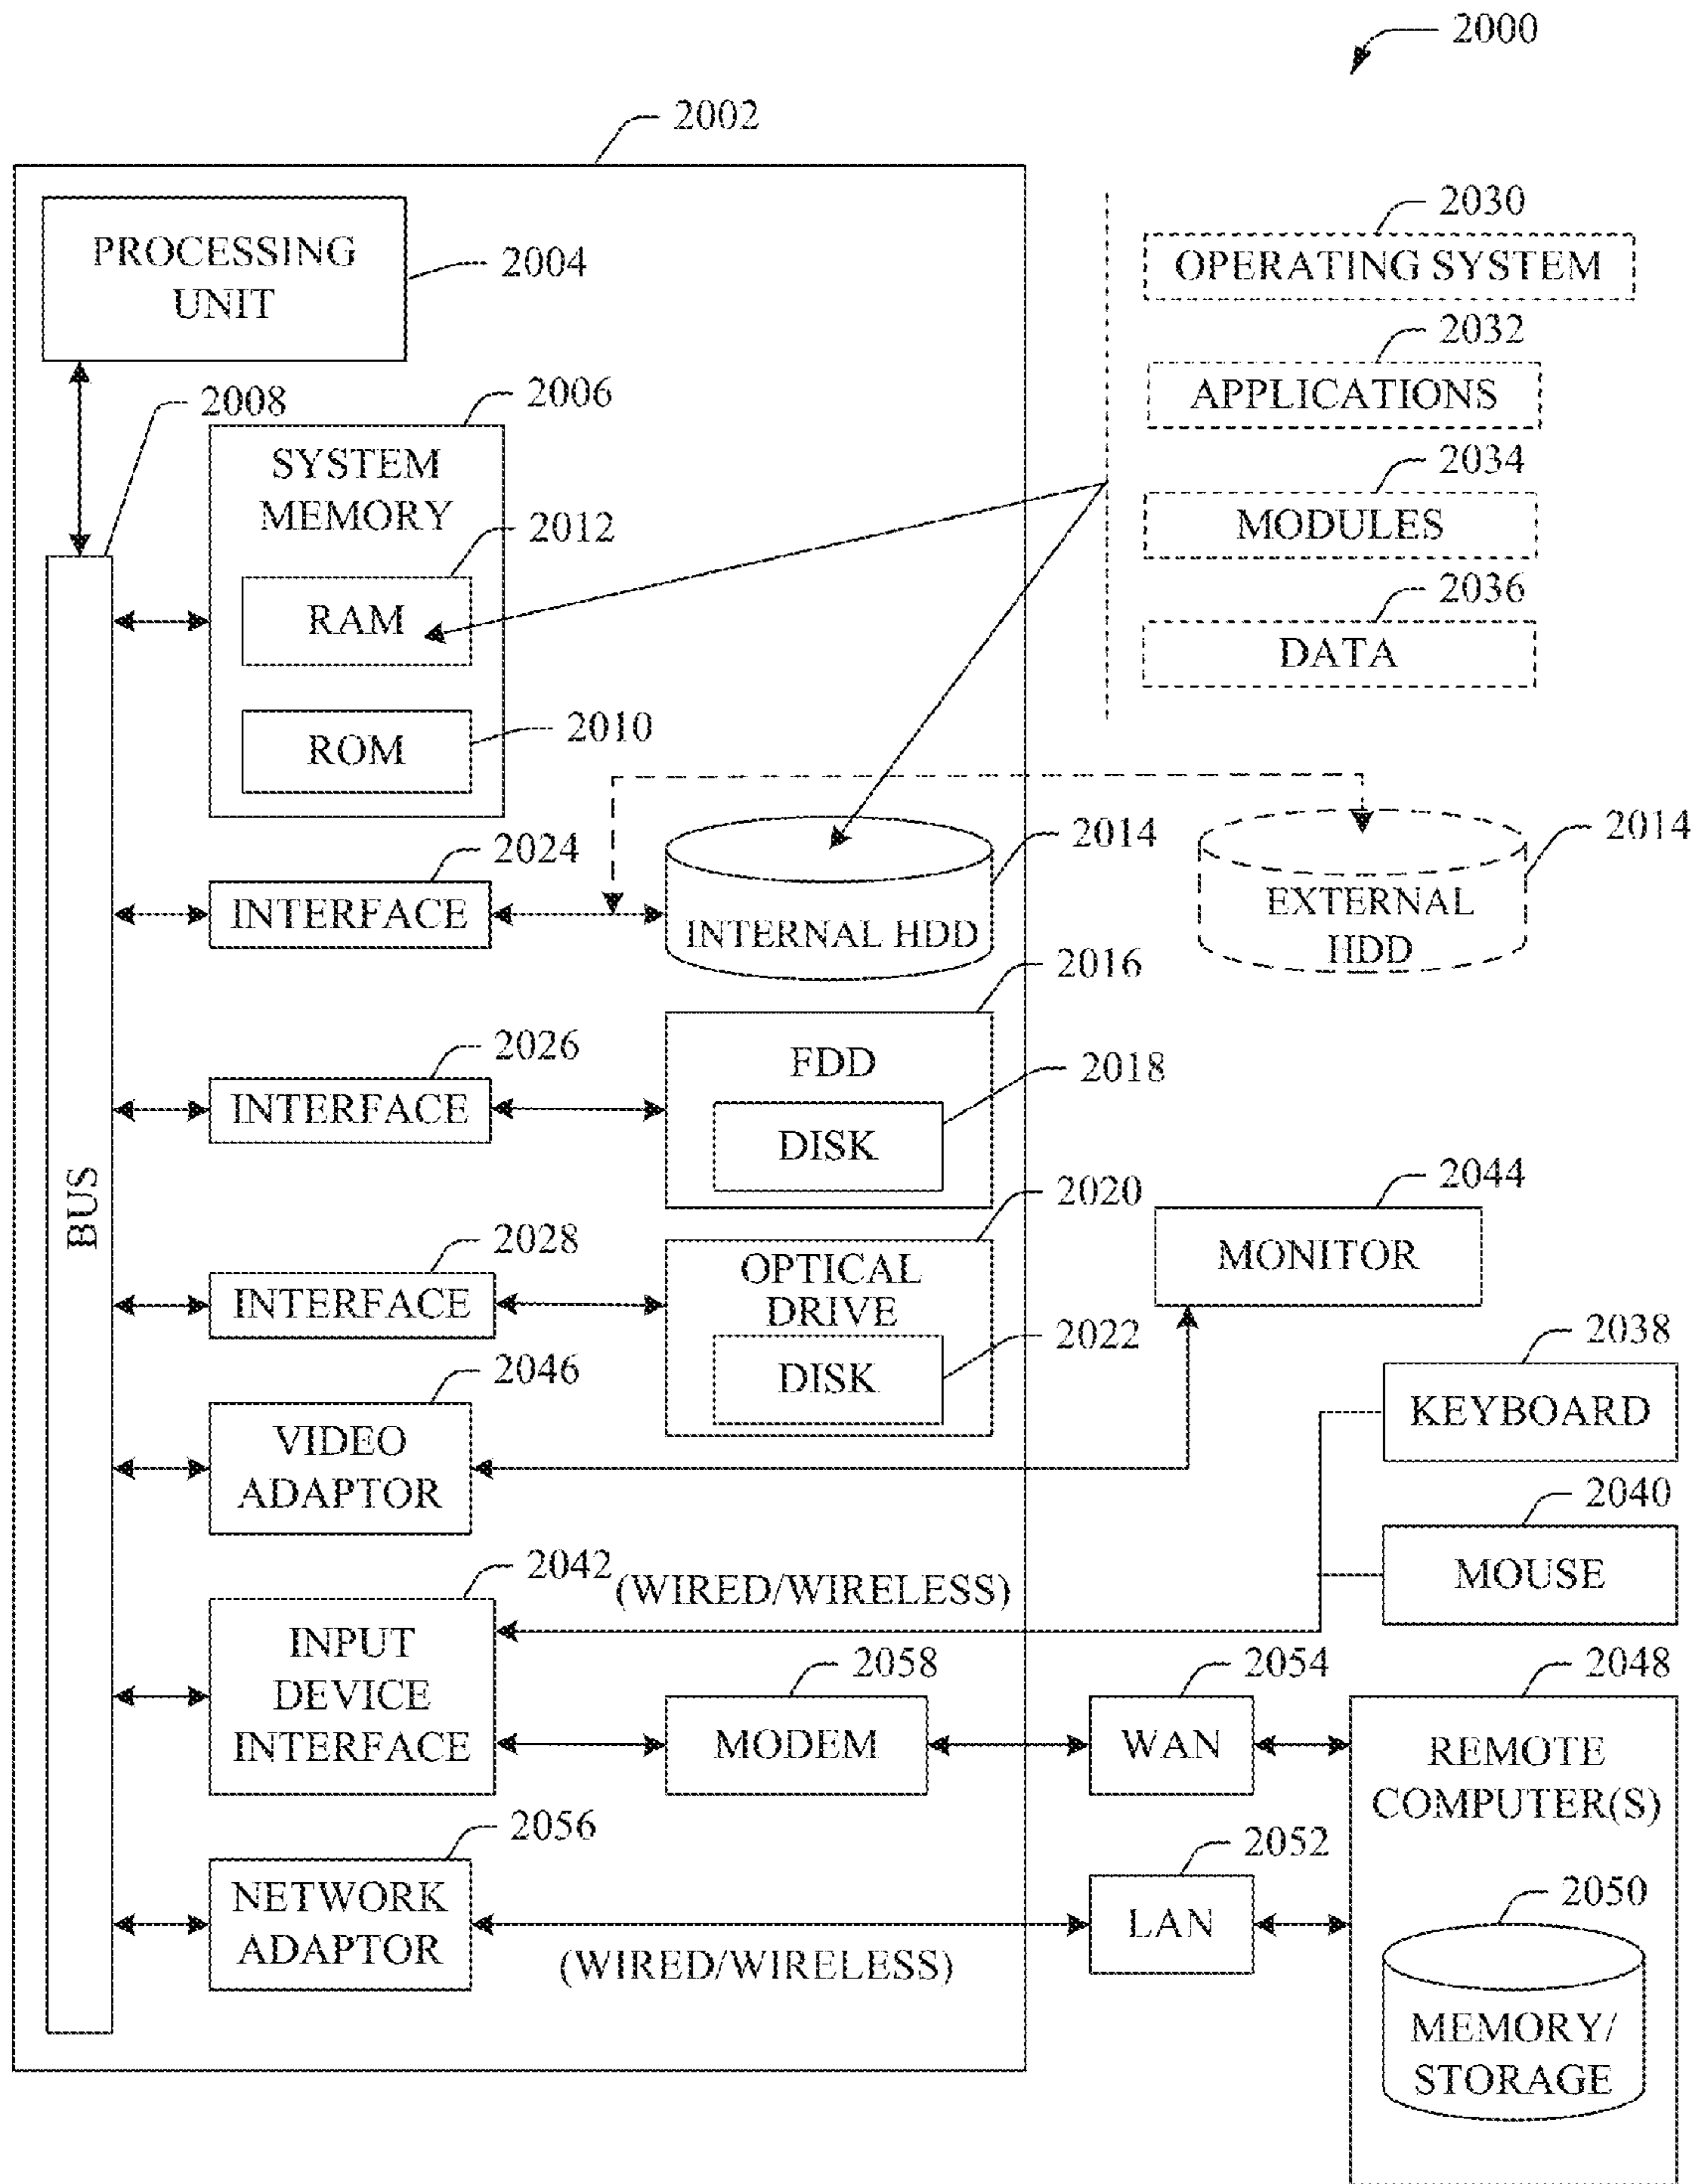 2000
2002
PROCESSING
UNIT
2004
2030
OPERATING SYSTEM
2032
APPLICATIONS
2034
MODULES
2036
DATA
2008
2006
SYSTEM
MEMORY
2012
RAM
2010
ROM
2024
INTERFACE
2014
INTERNAL HDD
2014
EXTERNAL
HDD
2026
INTERFACE
2016
FDD
2018
DISK
BUS
2028
INTERFACE
2020
OPTICAL
DRIVE
2022
DISK
2044
MONITOR
2046
VIDEO
ADAPTOR
2038
KEYBOARD
2040
MOUSE
2042
(WIRED/WIRELESS)
INPUT
DEVICE
INTERFACE
2058
MODEM
2054
WAN
2048
REMOTE
COMPUTER(S)
2056
NETWORK
ADAPTOR
(WIRED/WIRELESS)
2052
LAN
2050
MEMORY/
STORAGE